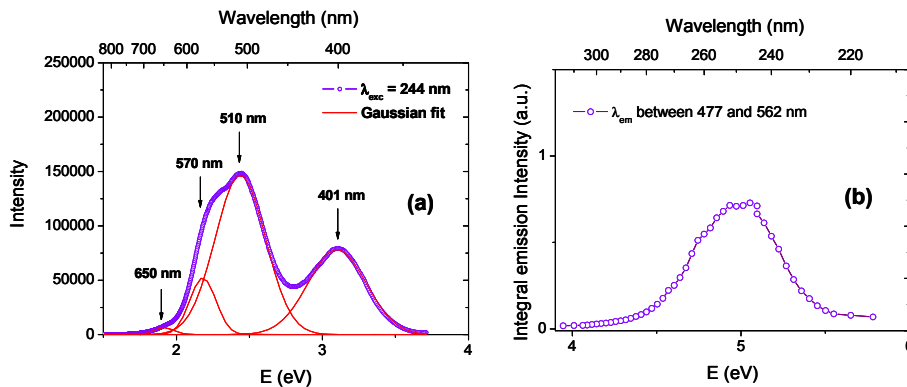 Wavelength (nm)
800 700 600 500 400
250000
200000
150000
100000
50000
0
Intensity
λexc = 244 nm
Gaussian fit
510 nm
570 nm
401 nm
650 nm
(a)
2 3 4
E (eV)
Wavelength (nm)
300 280 260 240 220
Integral emission Intensity (a.u.)
1
0
λem between 477 and 562 nm
(b)
4 5 6
E (eV)